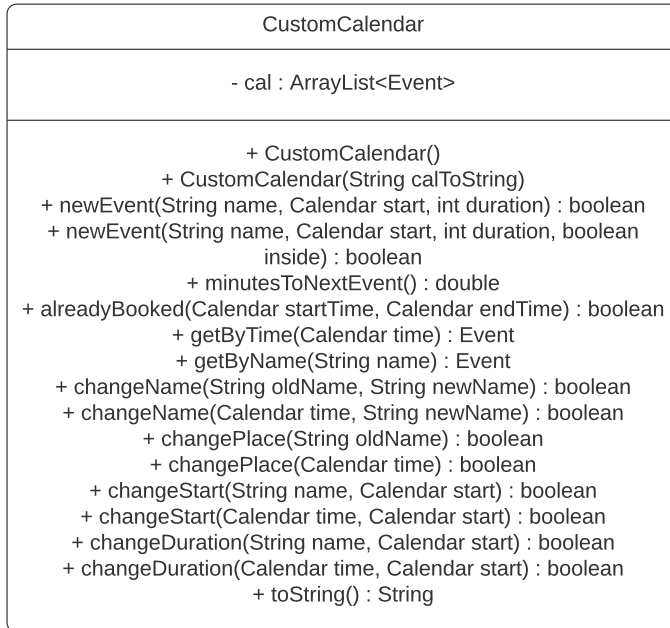 CustomCalendar
- cal : ArrayList<Event>
+ CustomCalendar()
+ CustomCalendar(String calToString)
+ newEvent(String name, Calendar start, int duration) : boolean
+ newEvent(String name, Calendar start, int duration, boolean
inside) : boolean
+ minutesToNextEvent() : double
+ alreadyBooked(Calendar startTime, Calendar endTime) : boolean
+ getByTime(Calendar time) : Event
+ getByName(String name) : Event
+ changeName(String oldName, String newName) : boolean
+ changeName(Calendar time, String newName) : boolean
+ changePlace(String oldName) : boolean
+ changePlace(Calendar time) : boolean
+ changeStart(String name, Calendar start) : boolean
+ changeStart(Calendar time, Calendar start) : boolean
+ changeDuration(String name, Calendar start) : boolean
+ changeDuration(Calendar time, Calendar start) : boolean
+ toString() : String